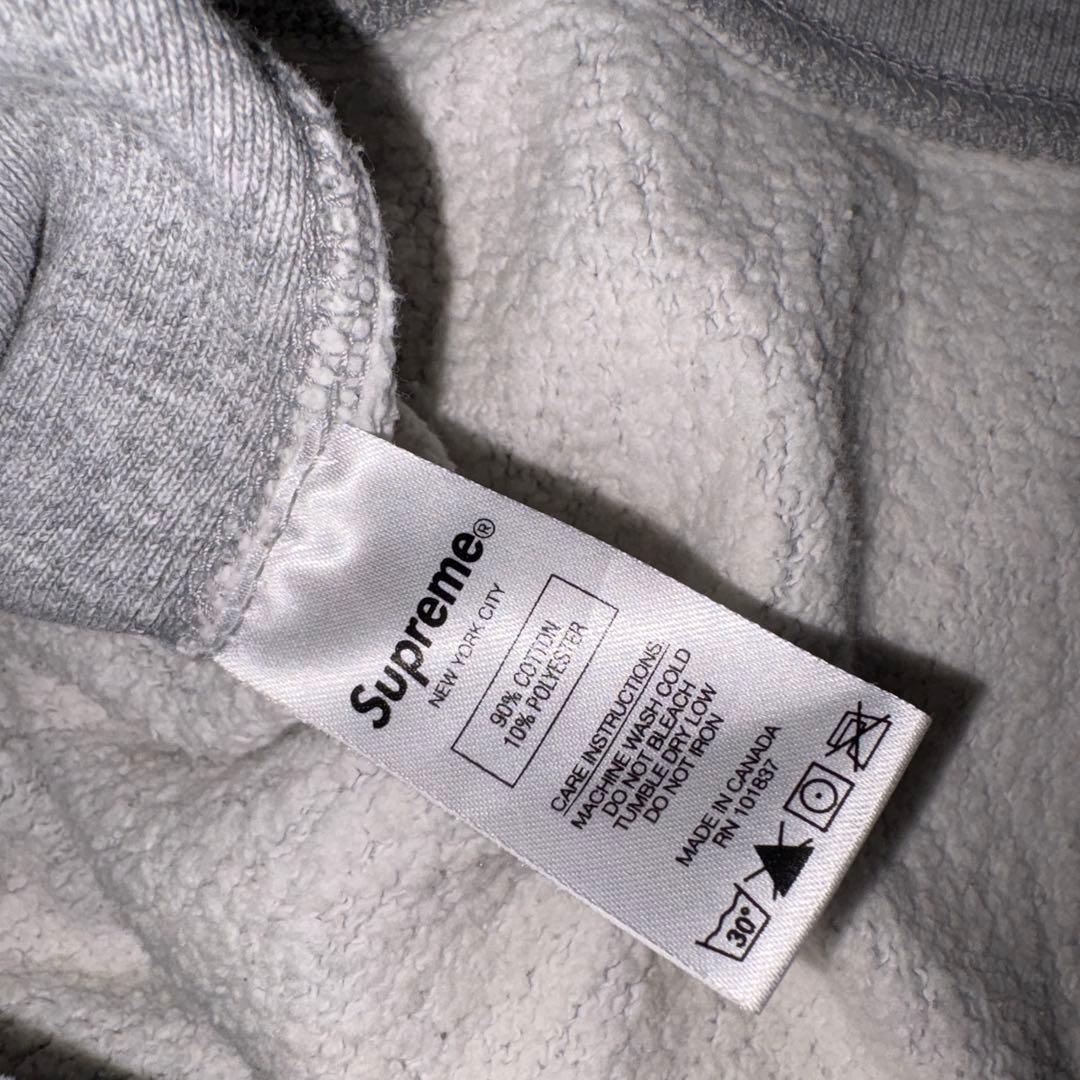 Supreme®
NEW YORK CITY
90% COTTON
10% POLYESTER
CARE INSTRUCTIONS:
MACHINE WASH COLD
DO NOT BLEACH
TUMBLE DRY LOW
DO NOT IRON
MADE IN CANADA
RN 101837
30°